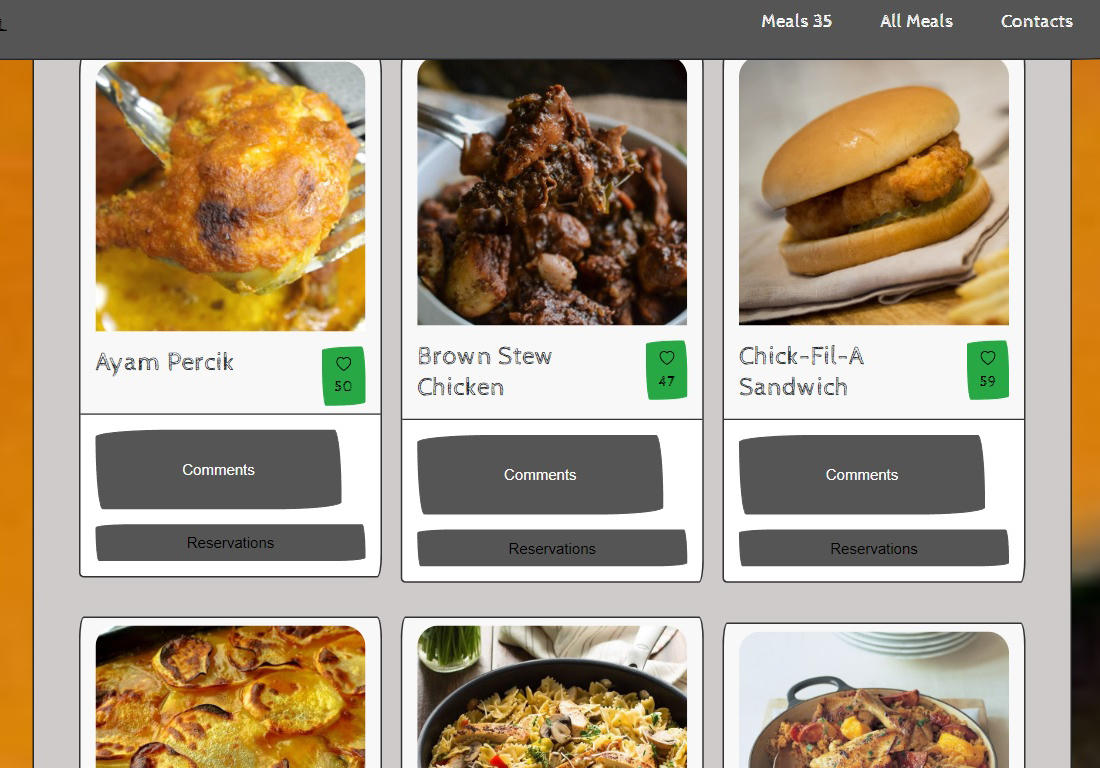 Meals 35 All Meals Contacts
Ayam Percik
50
Brown Stew
Chicken
47
Chick-Fil-A
Sandwich
59
Comments
Comments
Comments
Reservations
Reservations
Reservations